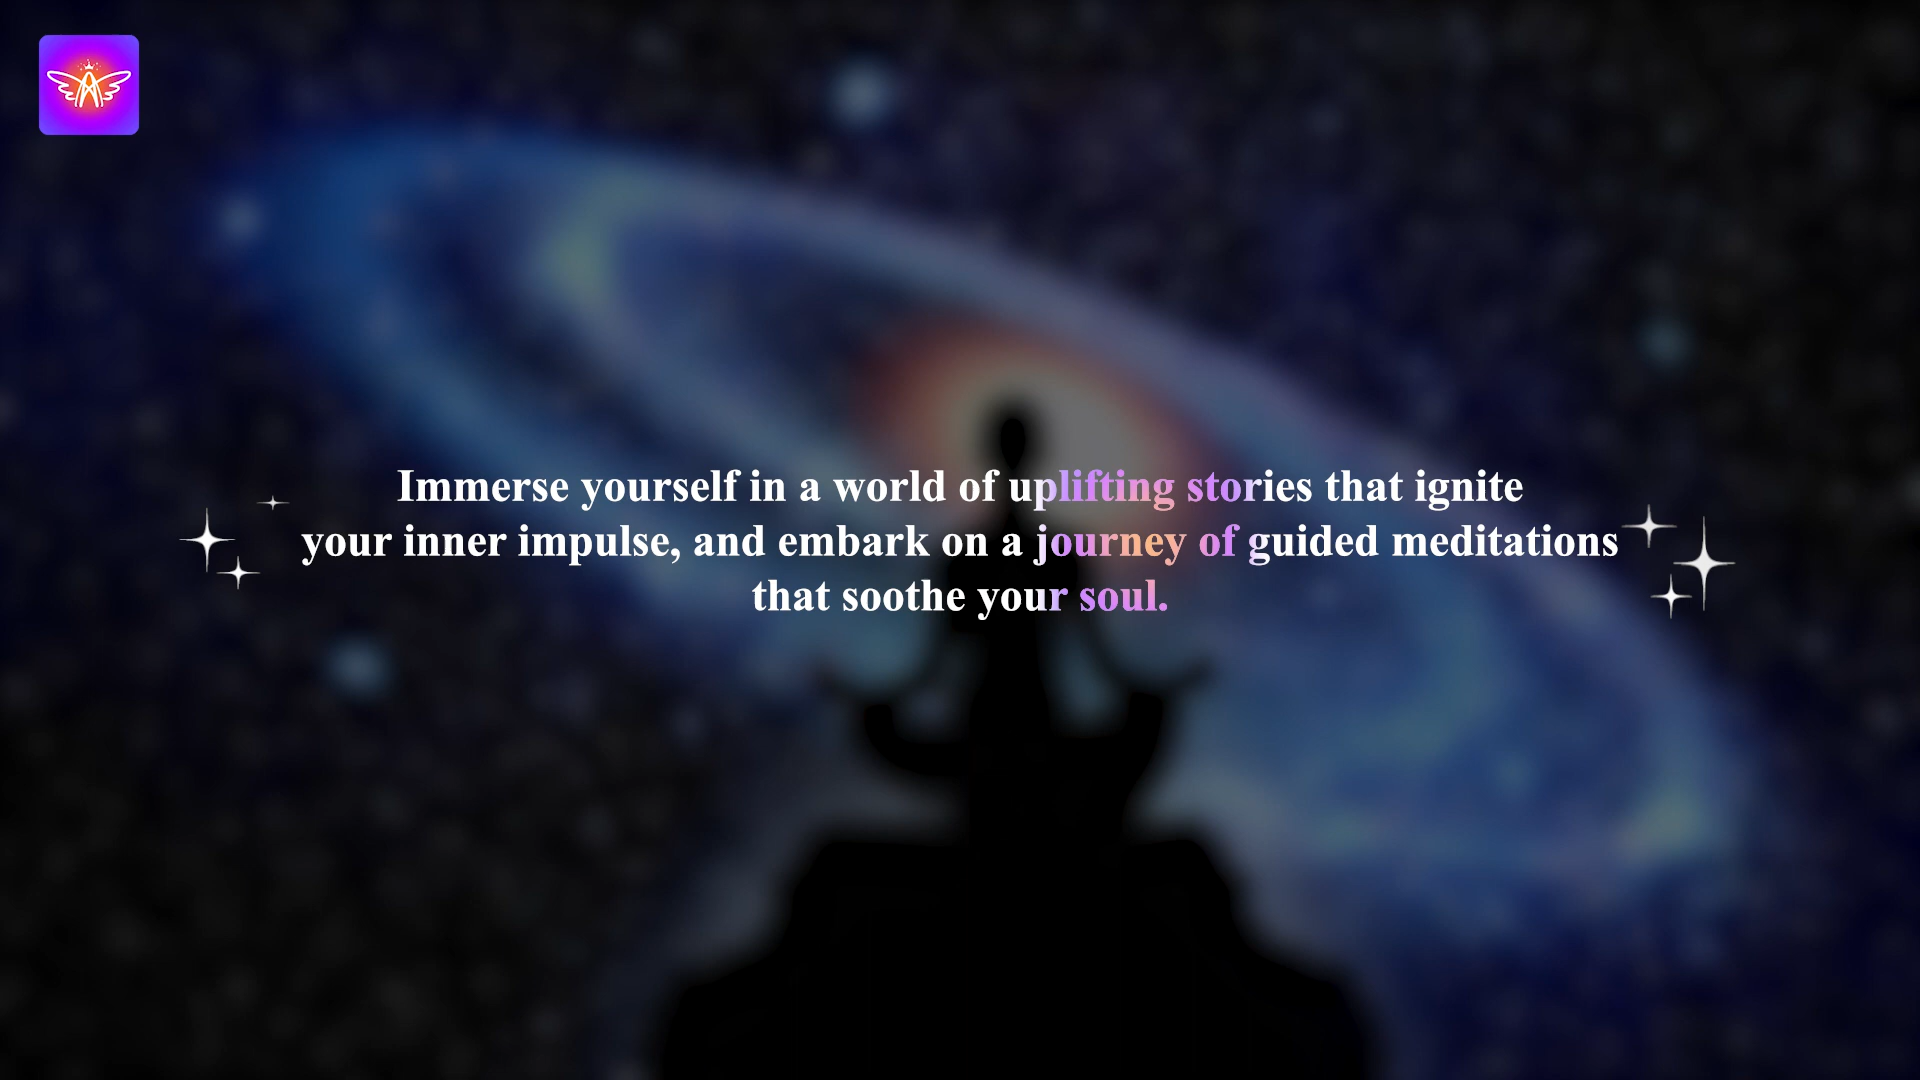 Immerse yourself in a world of uplifting stories that ignite
your inner impulse, and embark on a journey of guided meditations
that soothe your soul.